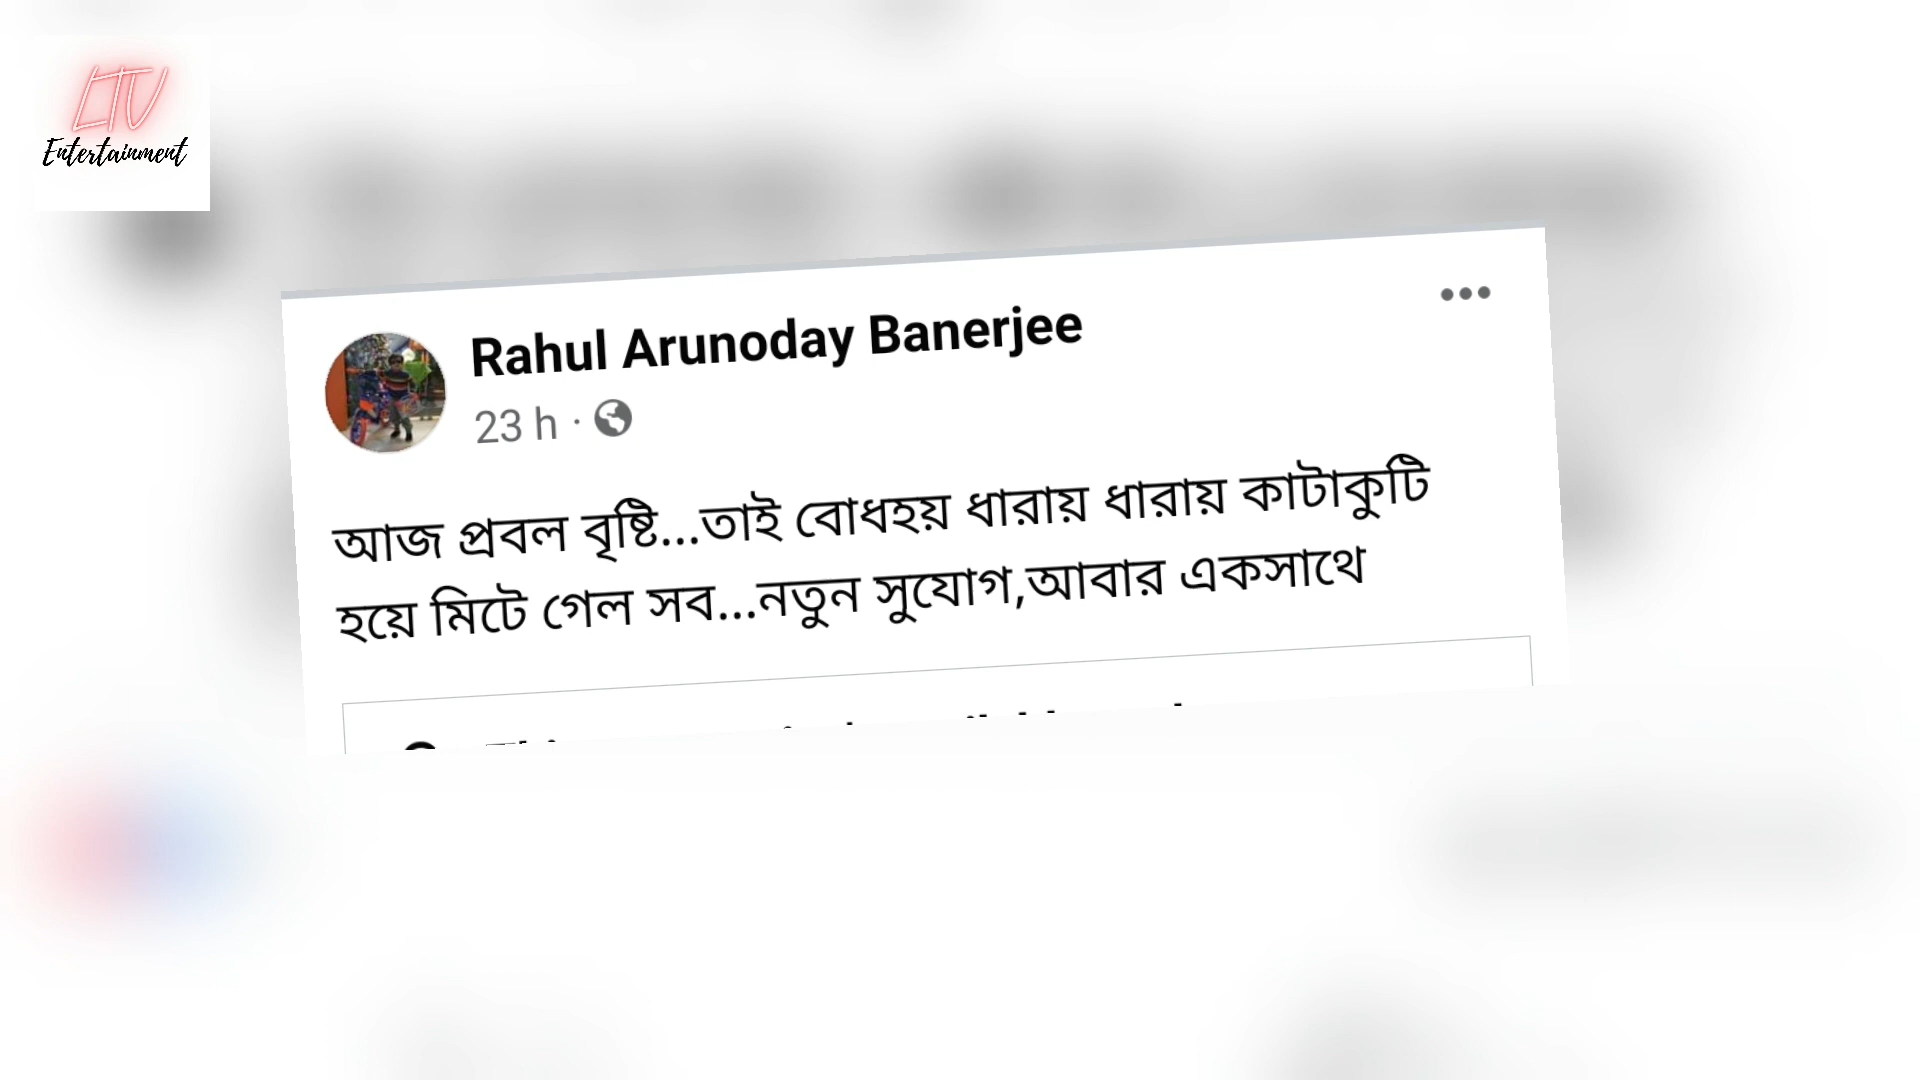 LTV
Entertainment
Rahul Arunoday Banerjee
23 h ·
আজ প্রবল বৃষ্টি...তাই বোধহয় ধারায় ধারায় কাটাকুটি
হয়ে মিটে গেল সব...নতুন সুযোগ,আবার একসাথে